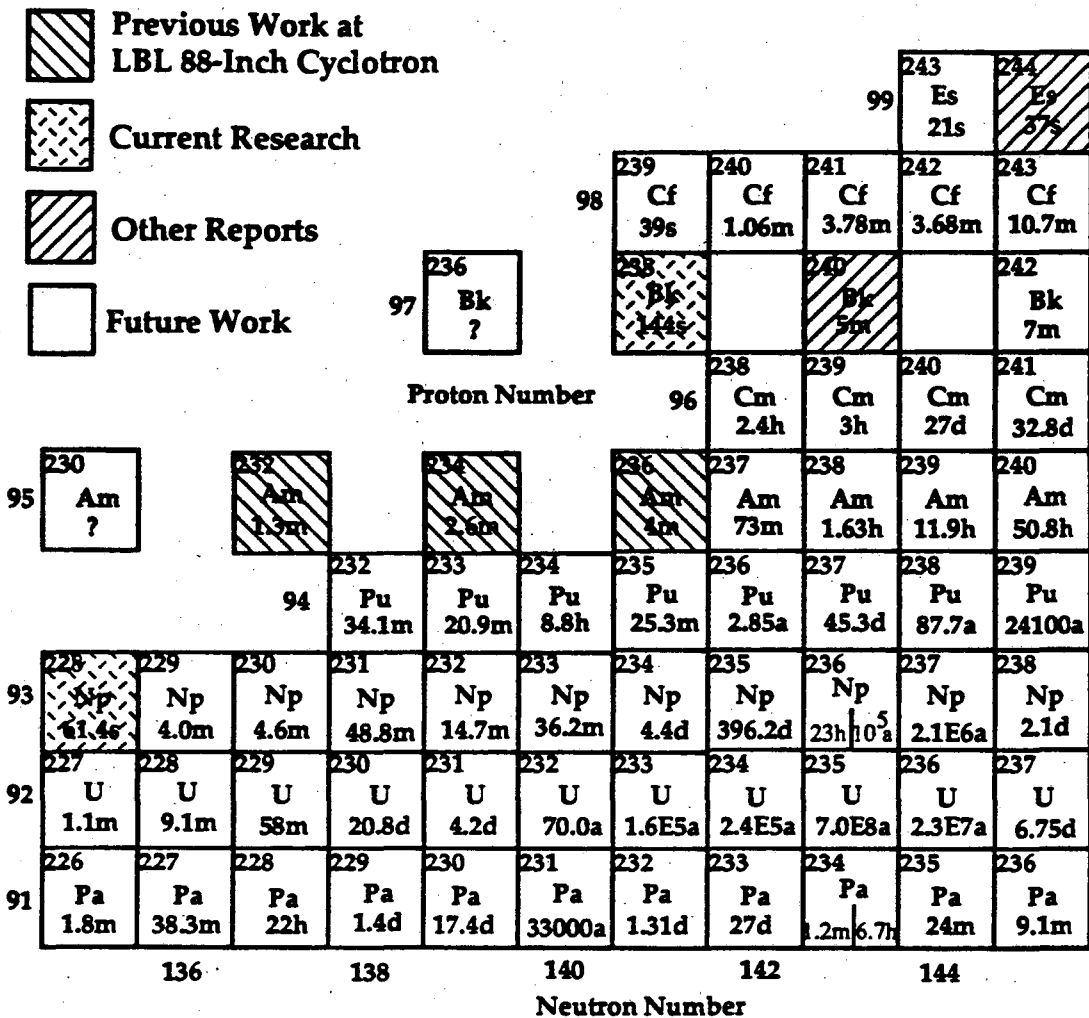 Previous Work at
LBL 88-Inch Cyclotron
Current Research
Other Reports
Future Work
99
243 Es 21s
244 Es 37s
98
239 Cf 39s
240 Cf 1.06m
241 Cf 3.78m
242 Cf 3.68m
243 Cf 10.7m
97
236 Bk ?
238 Bk 144s
240 Bk 5m
242 Bk 7m
Proton Number
96
238 Cm 2.4h
239 Cm 3h
240 Cm 27d
241 Cm 32.8d
95
230 Am ?
232 Am 1.3m
234 Am 2.6m
236 Am 4m
237 Am 73m
238 Am 1.63h
239 Am 11.9h
240 Am 50.8h
94
232 Pu 34.1m
233 Pu 20.9m
234 Pu 8.8h
235 Pu 25.3m
236 Pu 2.85a
237 Pu 45.3d
238 Pu 87.7a
239 Pu 24100a
93
228 Np 61.4s
229 Np 4.0m
230 Np 4.6m
231 Np 48.8m
232 Np 14.7m
233 Np 36.2m
234 Np 4.4d
235 Np 396.2d
236 Np 23h 10⁵a
237 Np 2.1E6a
238 Np 2.1d
92
227 U 1.1m
228 U 9.1m
229 U 58m
230 U 20.8d
231 U 4.2d
232 U 70.0a
233 U 1.6E5a
234 U 2.4E5a
235 U 7.0E8a
236 U 2.3E7a
237 U 6.75d
91
226 Pa 1.8m
227 Pa 38.3m
228 Pa 22h
229 Pa 1.4d
230 Pa 17.4d
231 Pa 33000a
232 Pa 1.31d
233 Pa 27d
234 Pa 1.2m 6.7h
235 Pa 24m
236 Pa 9.1m
136 138 140 142 144
Neutron Number